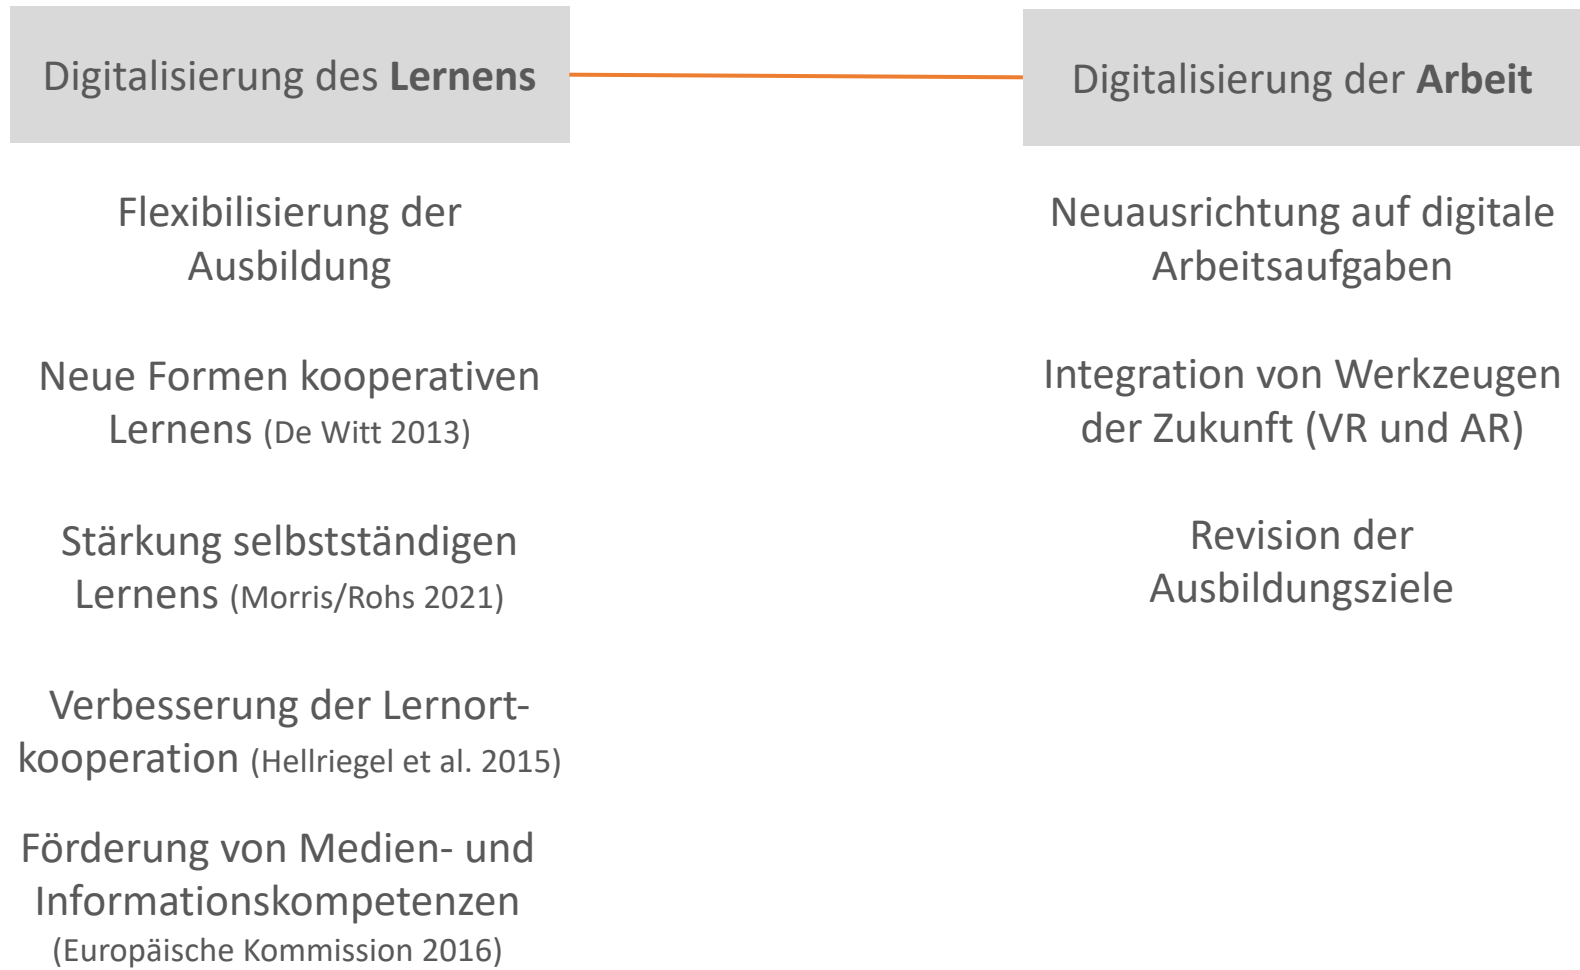 Digitalisierung des Lernens
Flexibilisierung der
Ausbildung
Neue Formen kooperativen
Lernens (De Witt 2013)
Stärkung selbstständigen
Lernens (Morris/Rohs 2021)
Verbesserung der Lernort-
kooperation (Hellriegel et al. 2015)
Förderung von Medien- und
Informationskompetenzen
(Europäische Kommission 2016)
Digitalisierung der Arbeit
Neuausrichtung auf digitale
Arbeitsaufgaben
Integration von Werkzeugen
der Zukunft (VR und AR)
Revision der
Ausbildungsziele